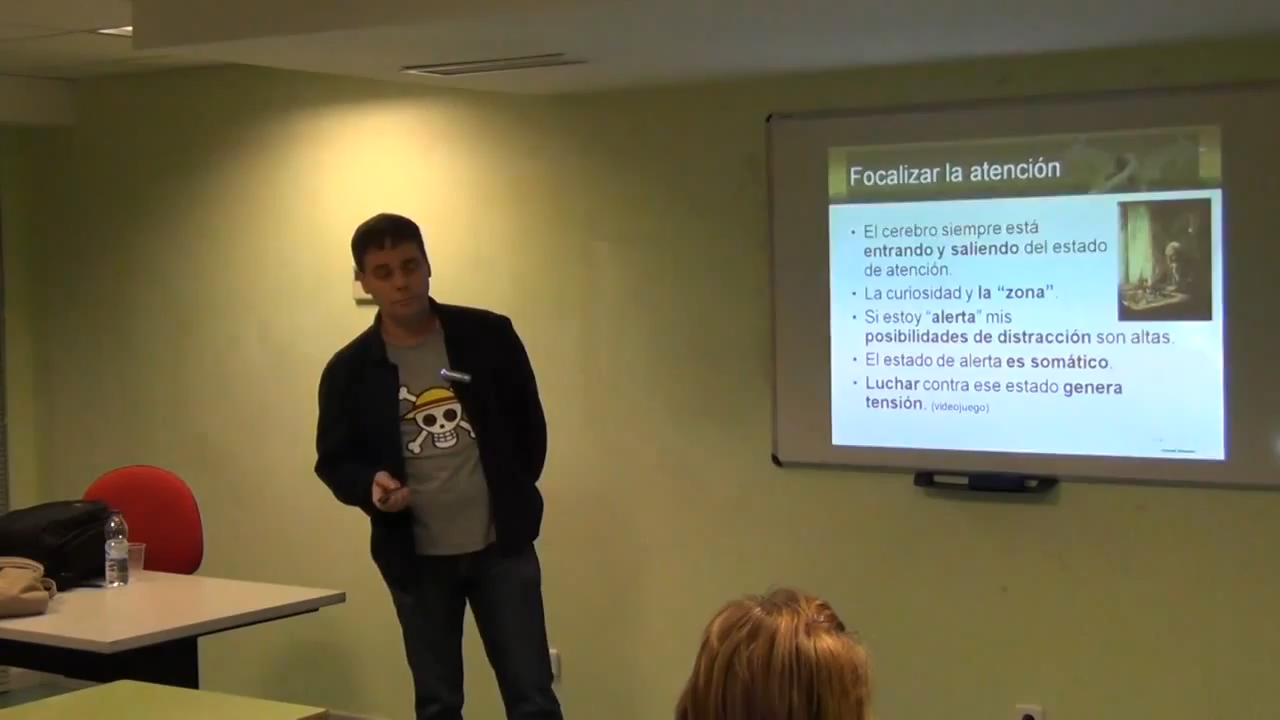 Focalizar la atención
• El cerebro siempre está
entrando y saliendo del estado
de atención.
• La curiosidad y la “zona”.
• Si estoy “alerta” mis
posibilidades de distracción son altas.
• El estado de alerta es somático.
• Luchar contra ese estado genera
tensión. (videojuego)